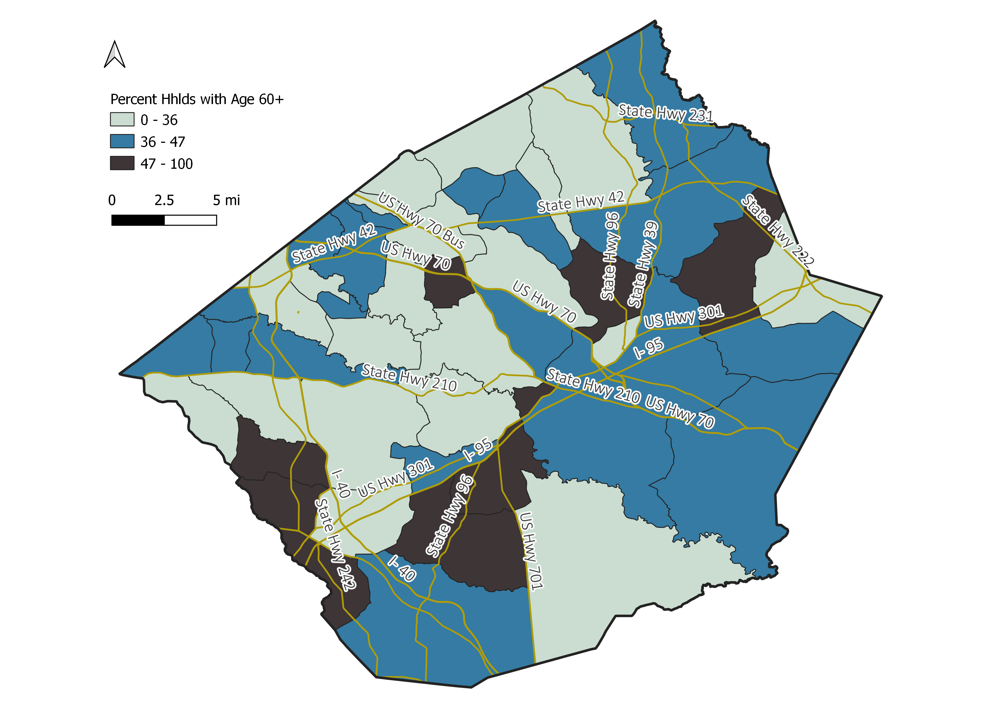 Percent Hhlds with Age 60+
0 - 36
36 - 47
47 - 100
0 2.5 5 mi
State Hwy 231
State Hwy 42
US Hwy 70 Bus
State Hwy 42
US Hwy 70
State Hwy 96
State Hwy 39
State Hwy 222
US Hwy 70
US Hwy 301
I- 95
State Hwy 210
State Hwy 210
US Hwy 70
I- 95
US Hwy 301
I- 40
State Hwy 96
State Hwy 242
US Hwy 701
I- 40